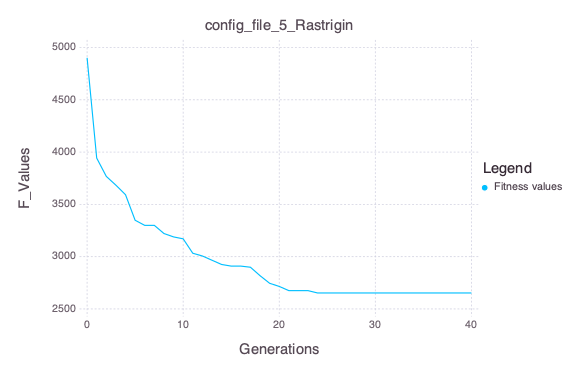 config_file_5_Rastrigin
5000
4500
4000
3500
3000
2500
F_Values
0
10
20
30
40
Generations
Legend
Fitness values